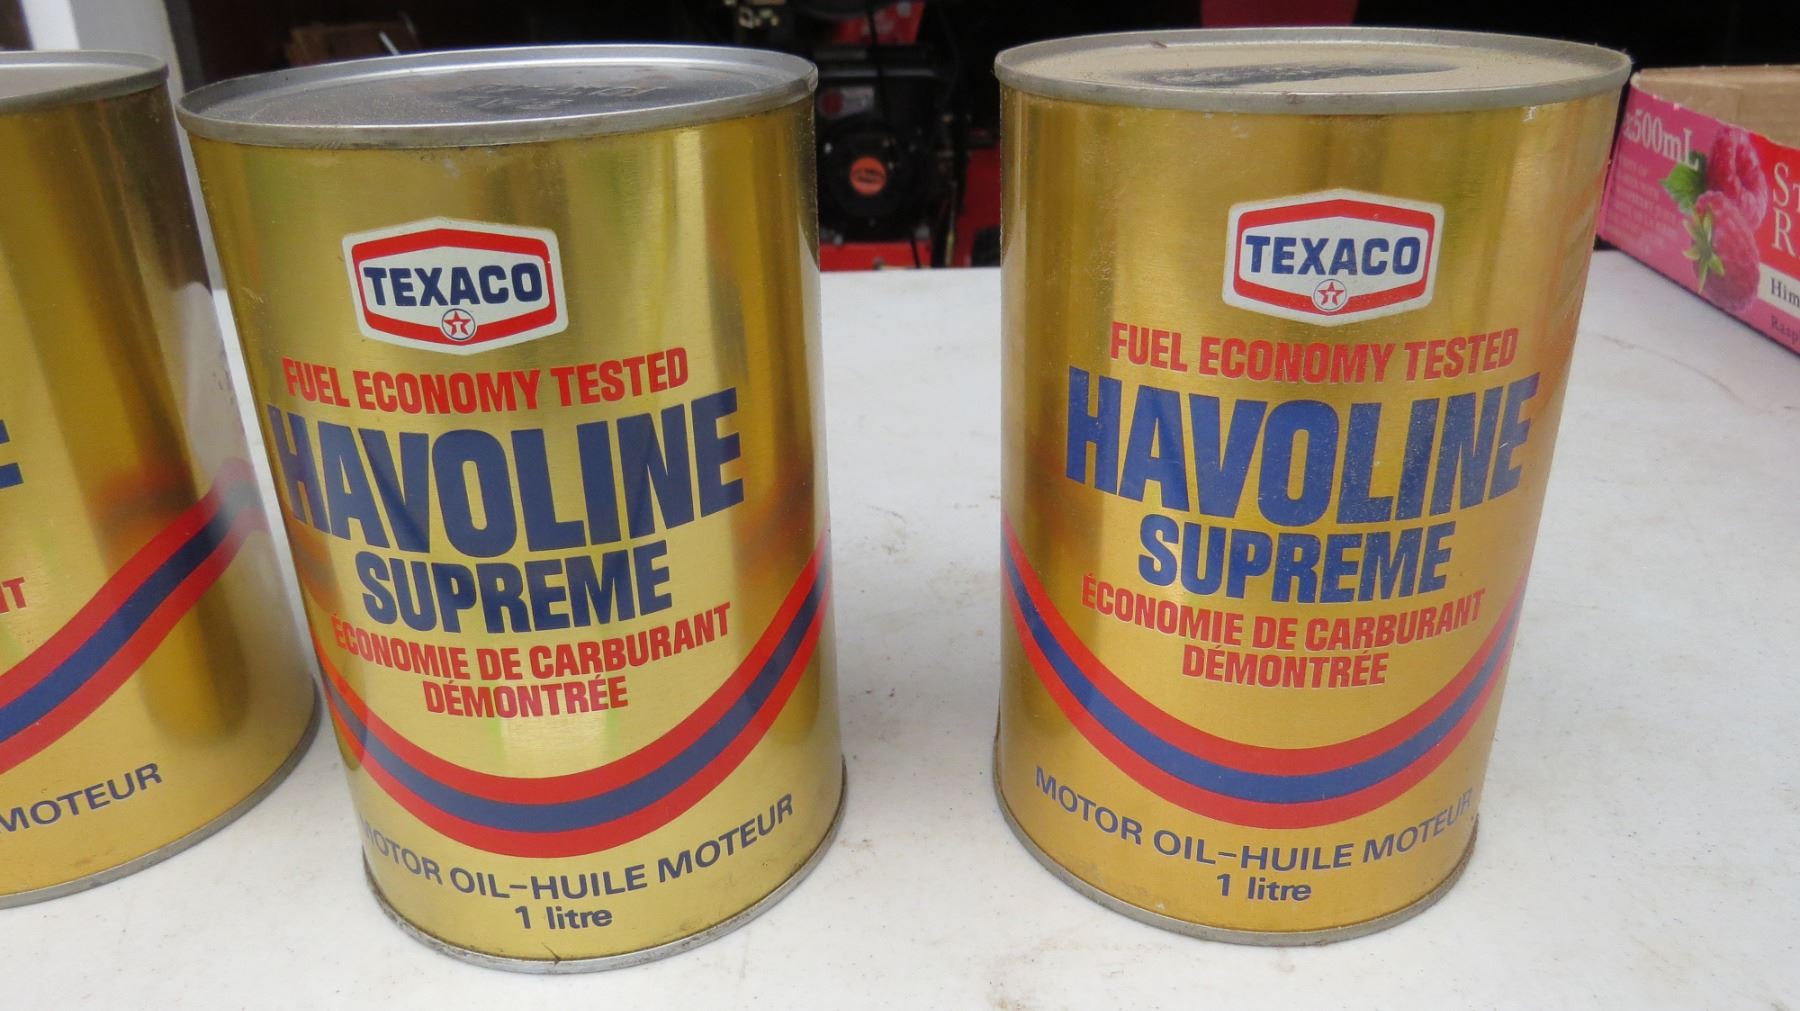 MOTEUR
TEXACO
FUEL ECONOMY TESTED
HAVOLINE
SUPREME
ÉCONOMIE DE CARBURANT
DÉMONTRÉE
MOTOR OIL-HUILE MOTEUR
1 litre
TEXACO
FUEL ECONOMY TESTED
HAVOLINE
SUPREME
ÉCONOMIE DE CARBURANT
DÉMONTRÉE
MOTOR OIL-HUILE MOTEUR
1 litre
500mL